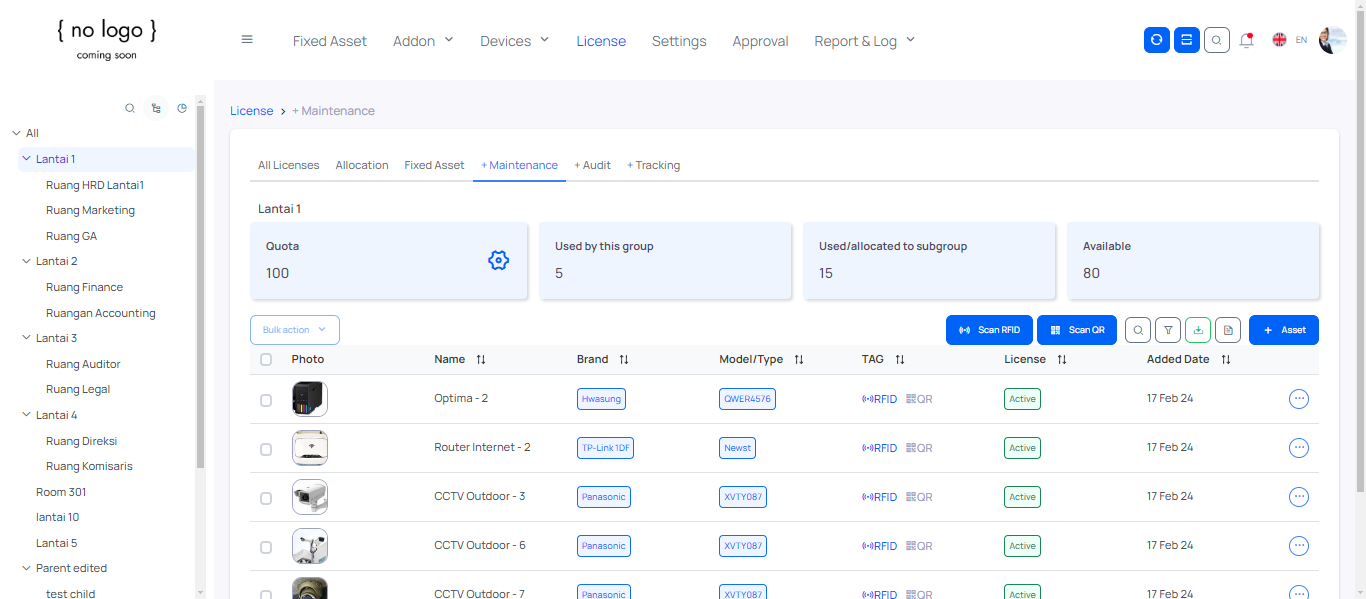 { no logo }
coming soon
Fixed Asset Addon Devices License Settings Approval Report & Log EN
License > + Maintenance
All
Lantai 1
Ruang HRD Lantai1
Ruang Marketing
Ruang GA
Lantai 2
Ruang Finance
Ruangan Accounting
Lantai 3
Ruang Auditor
Ruang Legal
Lantai 4
Ruang Direksi
Ruang Komisaris
Room 301
lantai 10
Lantai 5
Parent edited
test child
All Licenses Allocation Fixed Asset + Maintenance + Audit + Tracking
Lantai 1
Quota Used by this group Used/allocated to subgroup Available
100 5 15 80
Bulk action Scan RFID Scan QR + Asset
Photo Name Brand Model/Type TAG License Added Date
Optima - 2 Hwasung QWER4576 RFID QR Active 17 Feb 24
Router Internet - 2 TP-Link 1DF Newst RFID QR Active 17 Feb 24
CCTV Outdoor - 3 Panasonic XVTY087 RFID QR Active 17 Feb 24
CCTV Outdoor - 6 Panasonic XVTY087 RFID QR Active 17 Feb 24
CCTV Outdoor - 7 Panasonic XVTY087 RFID QR Active 17 Feb 24